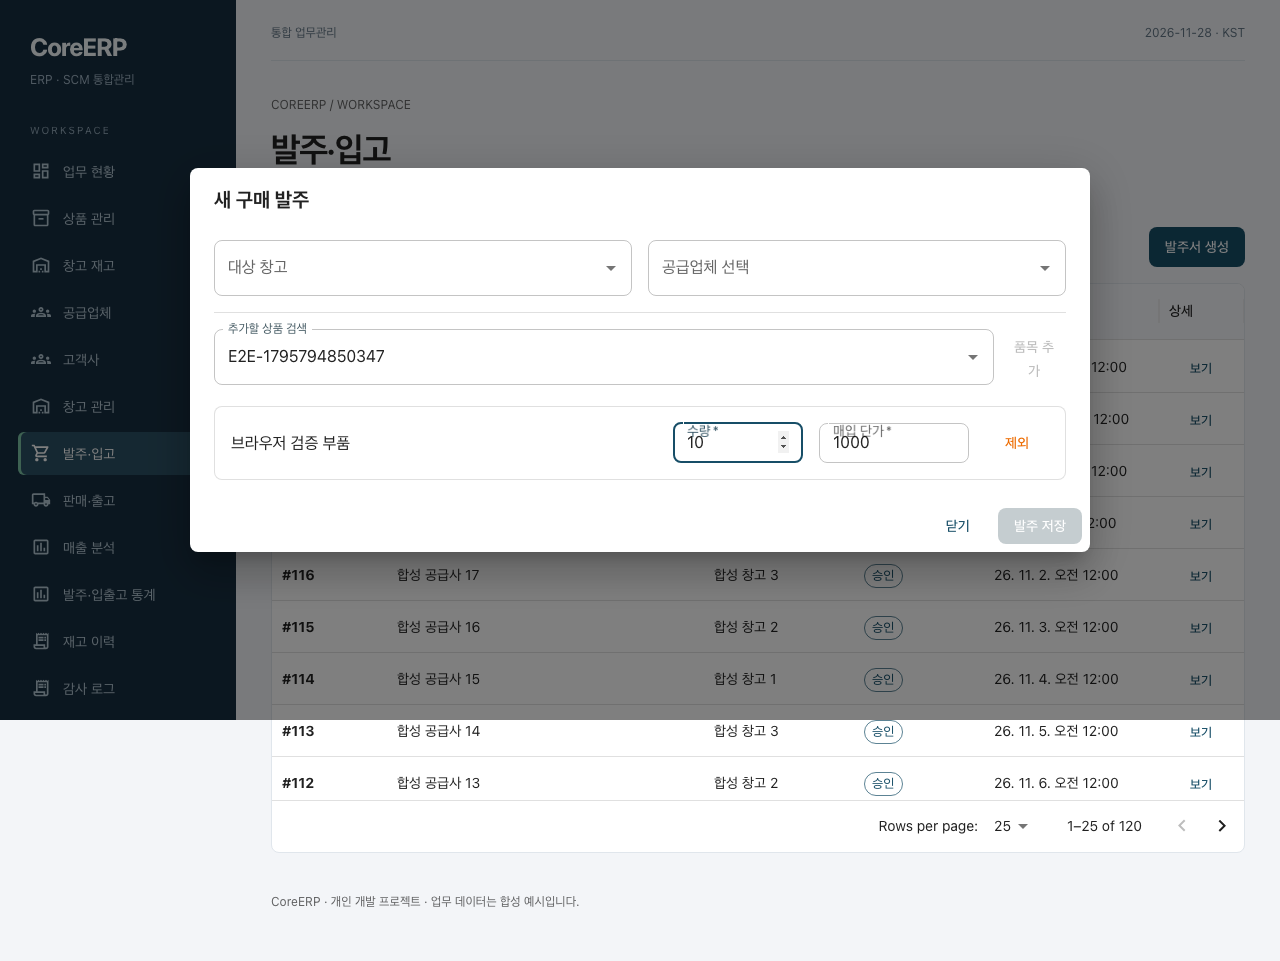 CoreERP
ERP · SCM 통합관리
WORKSPACE
업무 현황
상품 관리
창고 재고
공급업체
고객사
창고 관리
발주·입고
판매·출고
매출 분석
발주·입출고 통계
재고 이력
감사 로그
통합 업무관리
2026-11-28 · KST
COREERP / WORKSPACE
발주·입고
발주서 생성
상세
새 구매 발주
대상 창고
공급업체 선택
추가할 상품 검색
E2E-1795794850347
품목 추
가
브라우저 검증 부품
수량 *
10
매입 단가 *
1000
제외
닫기
발주 저장
12:00 보기
12:00 보기
12:00 보기
2:00 보기
#116 합성 공급사 17 합성 창고 3 승인 26. 11. 2. 오전 12:00 보기
#115 합성 공급사 16 합성 창고 2 승인 26. 11. 3. 오전 12:00 보기
#114 합성 공급사 15 합성 창고 1 승인 26. 11. 4. 오전 12:00 보기
#113 합성 공급사 14 합성 창고 3 승인 26. 11. 5. 오전 12:00 보기
#112 합성 공급사 13 합성 창고 2 승인 26. 11. 6. 오전 12:00 보기
Rows per page: 25 1–25 of 120
CoreERP · 개인 개발 프로젝트 · 업무 데이터는 합성 예시입니다.